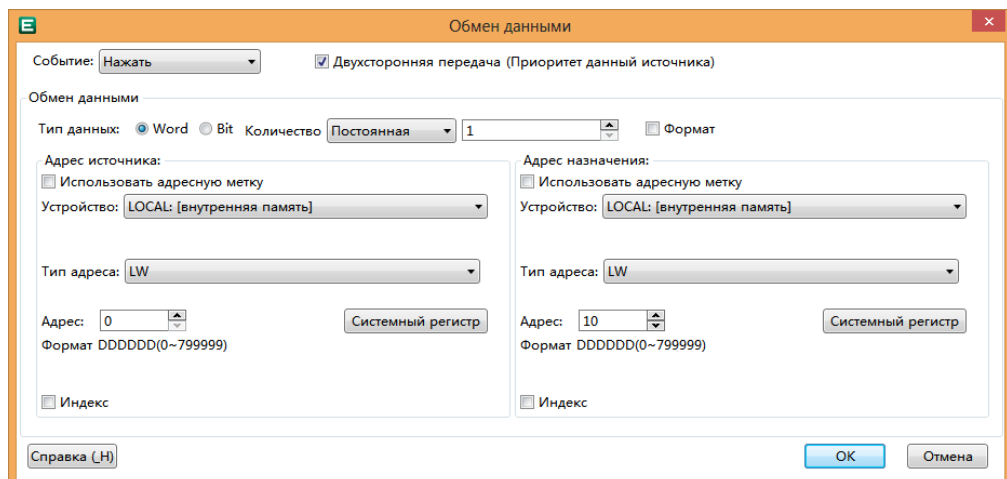 Обмен данными
Событие: Нажать Двухсторонняя передача (Приоритет данный источника)
Обмен данными
Тип данных: Word Bit Количество Постоянная 1 Формат
Адрес источника:
Использовать адресную метку
Устройство: LOCAL: [внутренняя память]
Тип адреса: LW
Адрес: 0 Системный регистр
Формат DDDDDD(0~799999)
Индекс
Адрес назначения:
Использовать адресную метку
Устройство: LOCAL: [внутренняя память]
Тип адреса: LW
Адрес: 10 Системный регистр
Формат DDDDDD(0~799999)
Индекс
Справка (_H) OK Отмена